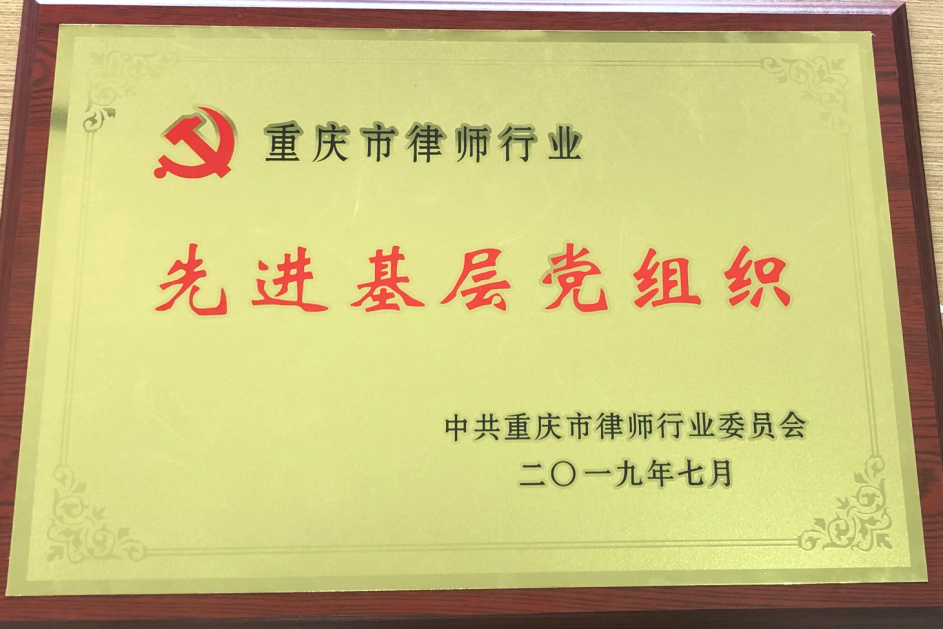 重庆市律师行业
先进基层党组织
中共重庆市律师行业委员会
二〇一九年七月